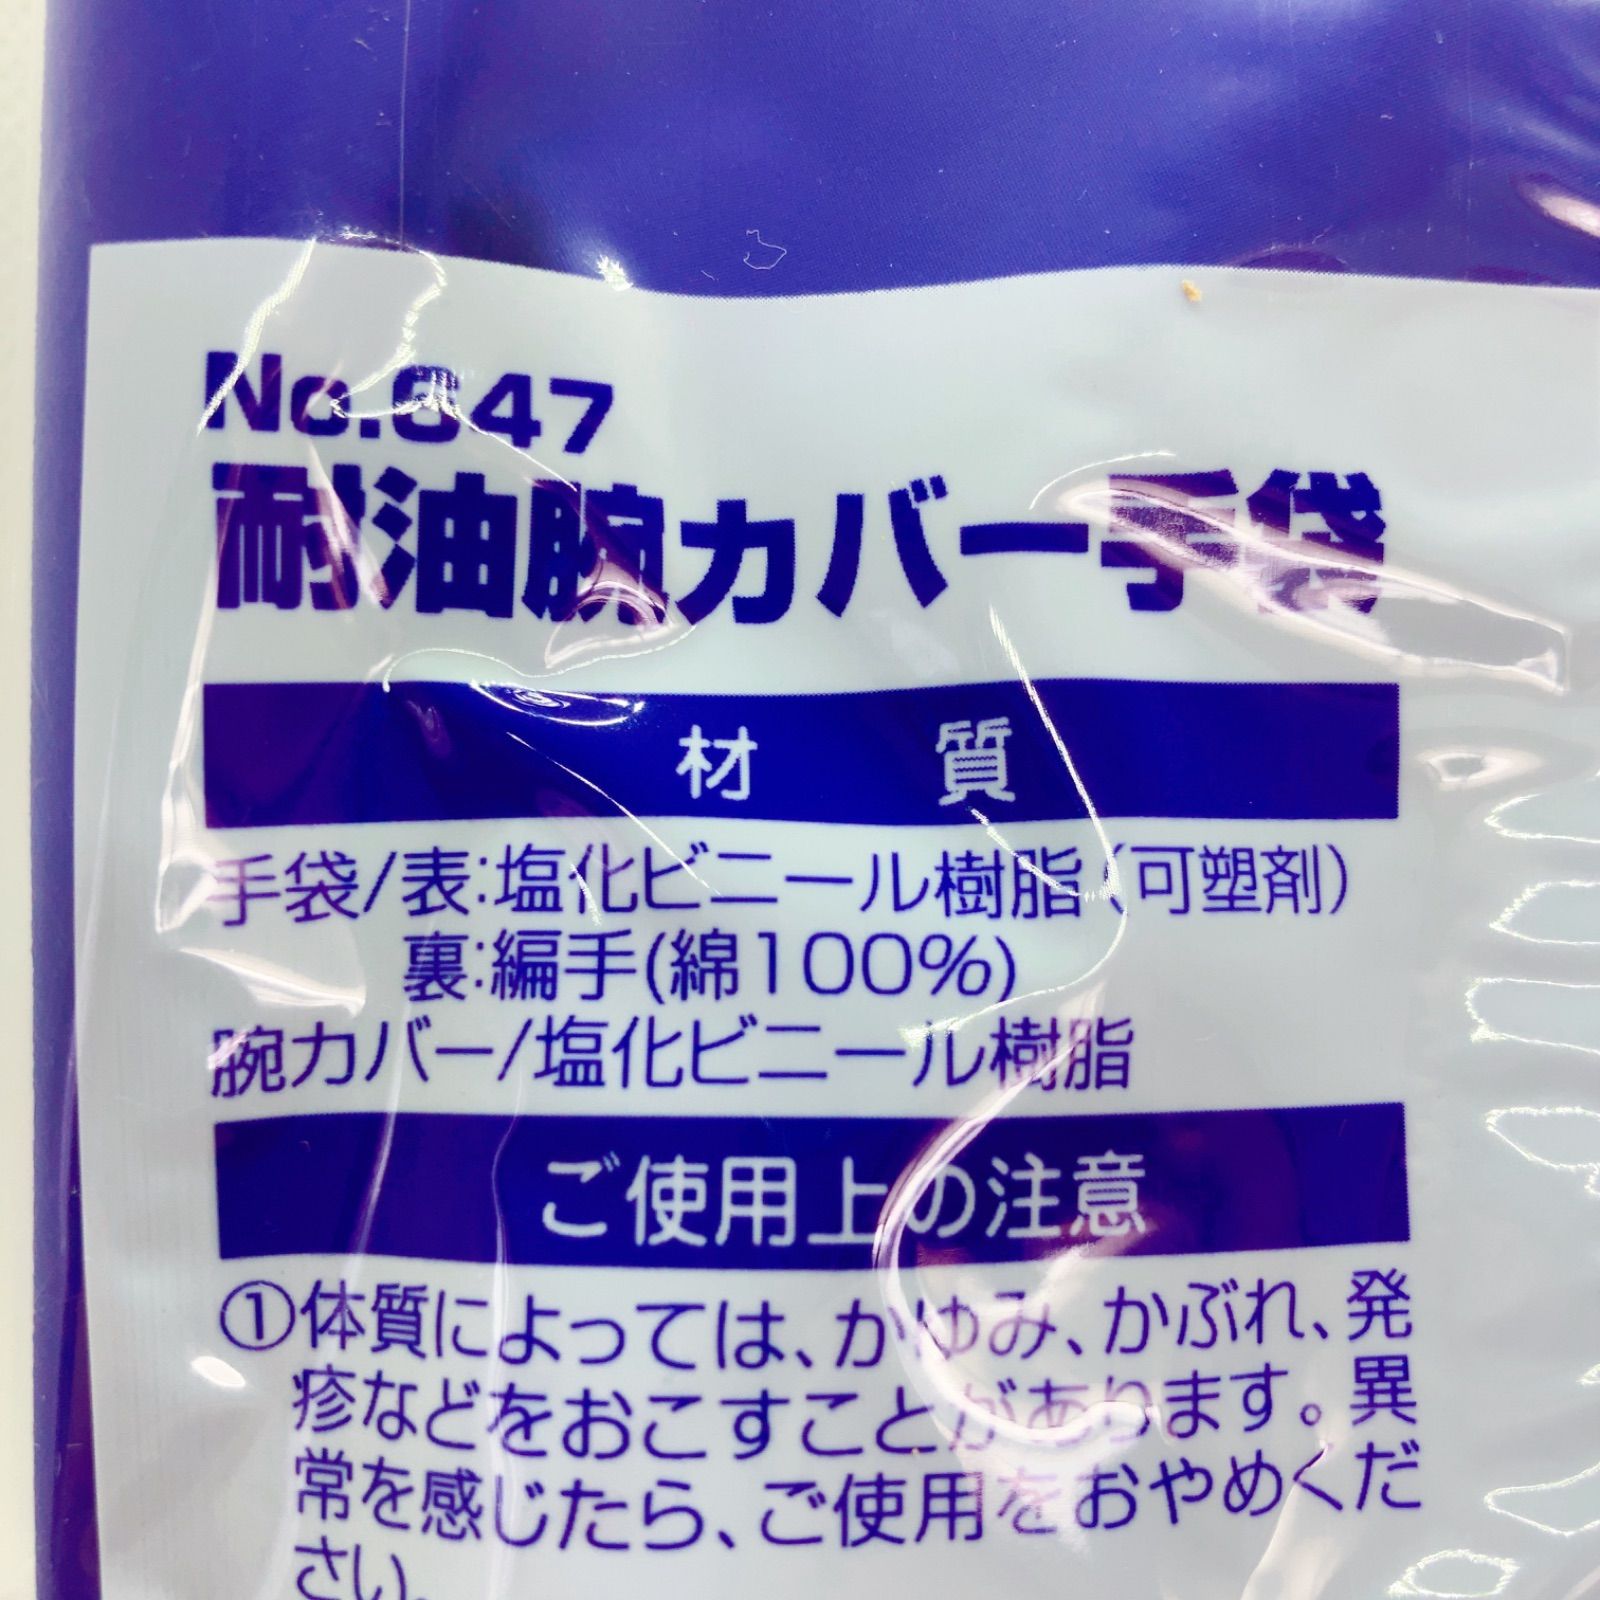 No.647
耐油腕カバー手袋
材 質
手袋/表:塩化ビニール樹脂(可塑剤)
裏:編手(綿100%)
腕カバー/塩化ビニール樹脂
ご使用上の注意
①体質によっては、かゆみ、かぶれ、発
疹などをおこすことがあります。異
常を感じたら、ご使用をおやめくだ
さい。